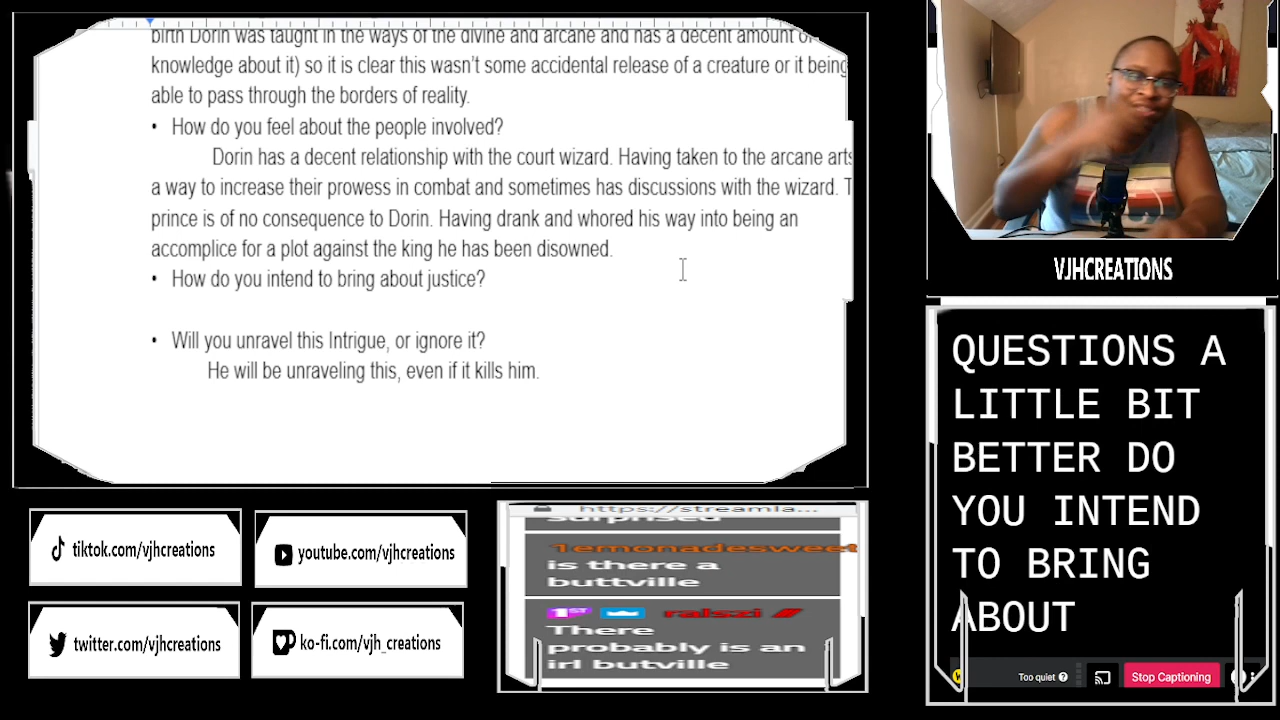 birth Dorin was taught in the ways of the divine and arcane and has a decent amount of
knowledge about it) so it is clear this wasn't some accidental release of a creature or it being
able to pass through the borders of reality.
• How do you feel about the people involved?
Dorin has a decent relationship with the court wizard. Having taken to the arcane arts
a way to increase their prowess in combat and sometimes has discussions with the wizard. T
prince is of no consequence to Dorin. Having drank and whored his way into being an
accomplice for a plot against the king he has been disowned.
• How do you intend to bring about justice?
• Will you unravel this Intrigue, or ignore it?
He will be unraveling this, even if it kills him.
VJHCREATIONS
QUESTIONS A
LITTLE BIT
BETTER DO
YOU INTEND
TO BRING
ABOUT
Too quiet
Stop Captioning
tiktok.com/vjhcreations
youtube.com/vjhcreations
twitter.com/vjhcreations
ko-fi.com/vjh_creations
https://streamla...
surprised
1emonadesweet
is there a
buttville
1st ralszi
There
probably is an
irl butville